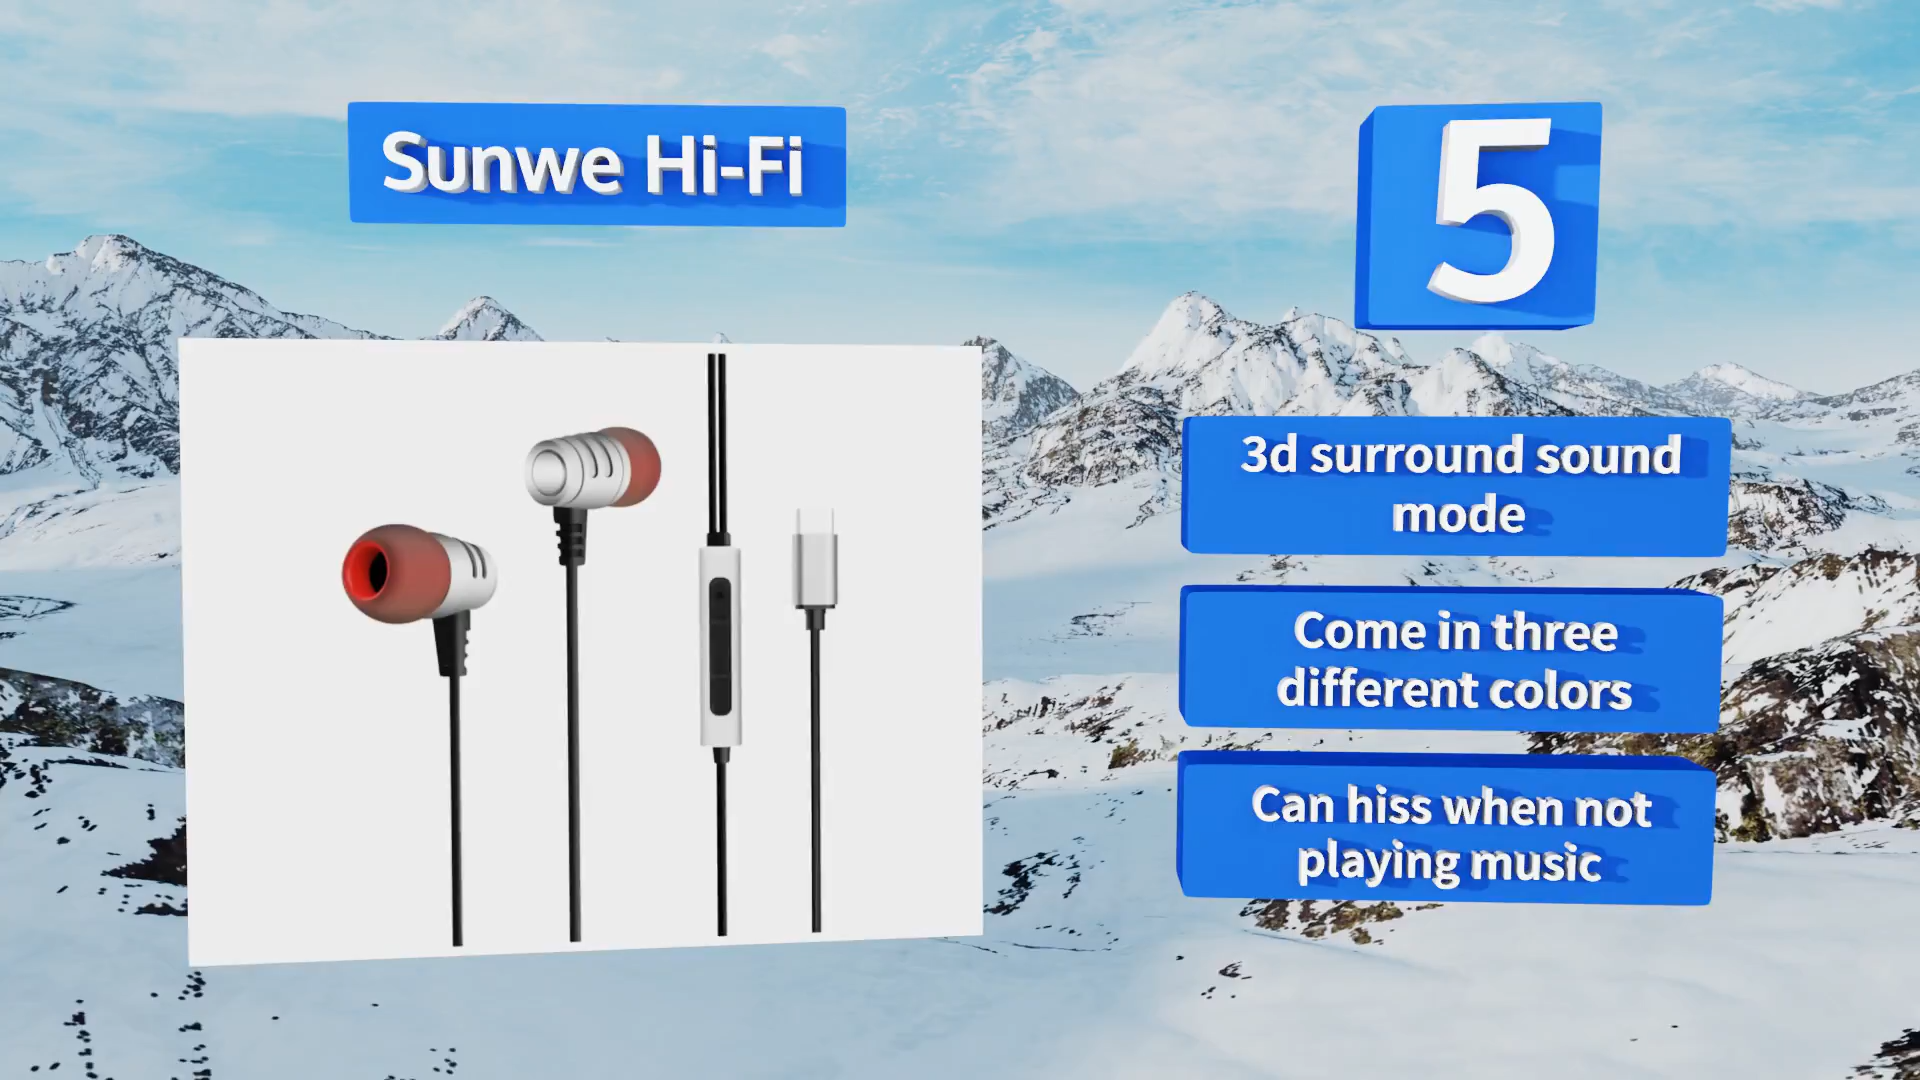 Sunwe Hi-Fi
5
3d surround sound
mode
Come in three
different colors
Can hiss when not
playing music